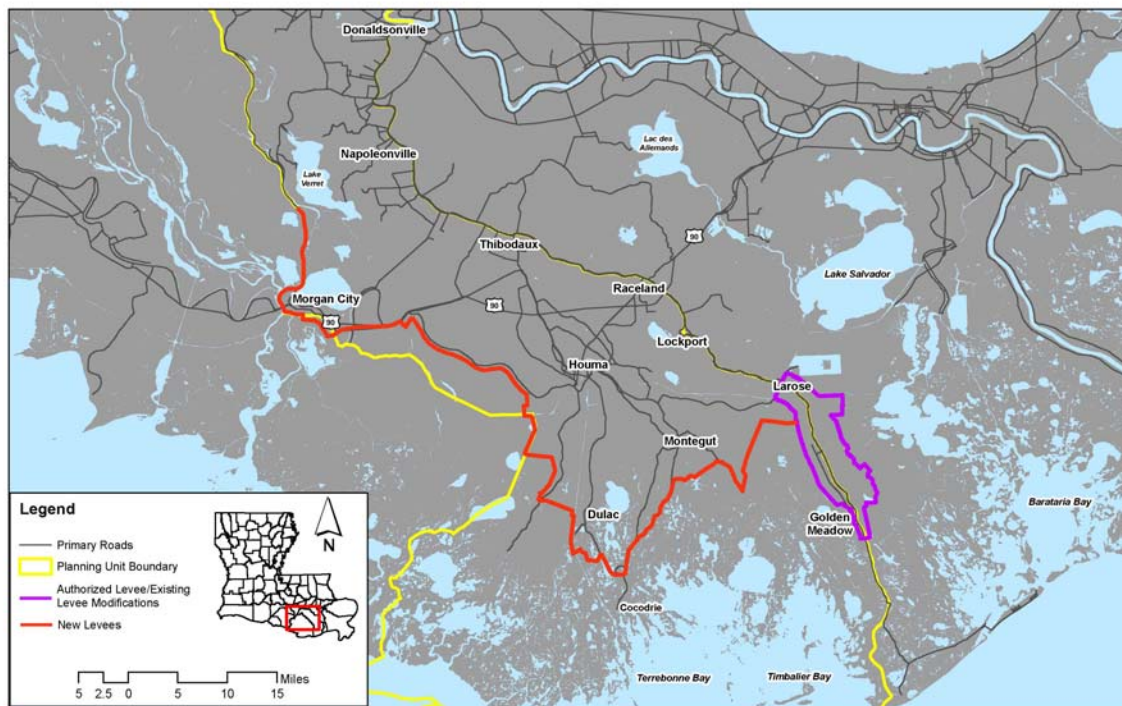 Donaldsonville
Napoleonville
Lake
Verret
Lac des
Allemands
Thibodaux
90
Lake Salvador
Morgan City
90
90
Raceland
Lockport
Houma
Larose
Montegut
Barataria Bay
Dulac
Golden
Meadow
Cocodrie
Terrebonne Bay
Timbalier Bay
Legend
Primary Roads
Planning Unit Boundary
Authorized Levee/Existing
Levee Modifications
New Levees
N
5 2.5 0 5 10 15 Miles